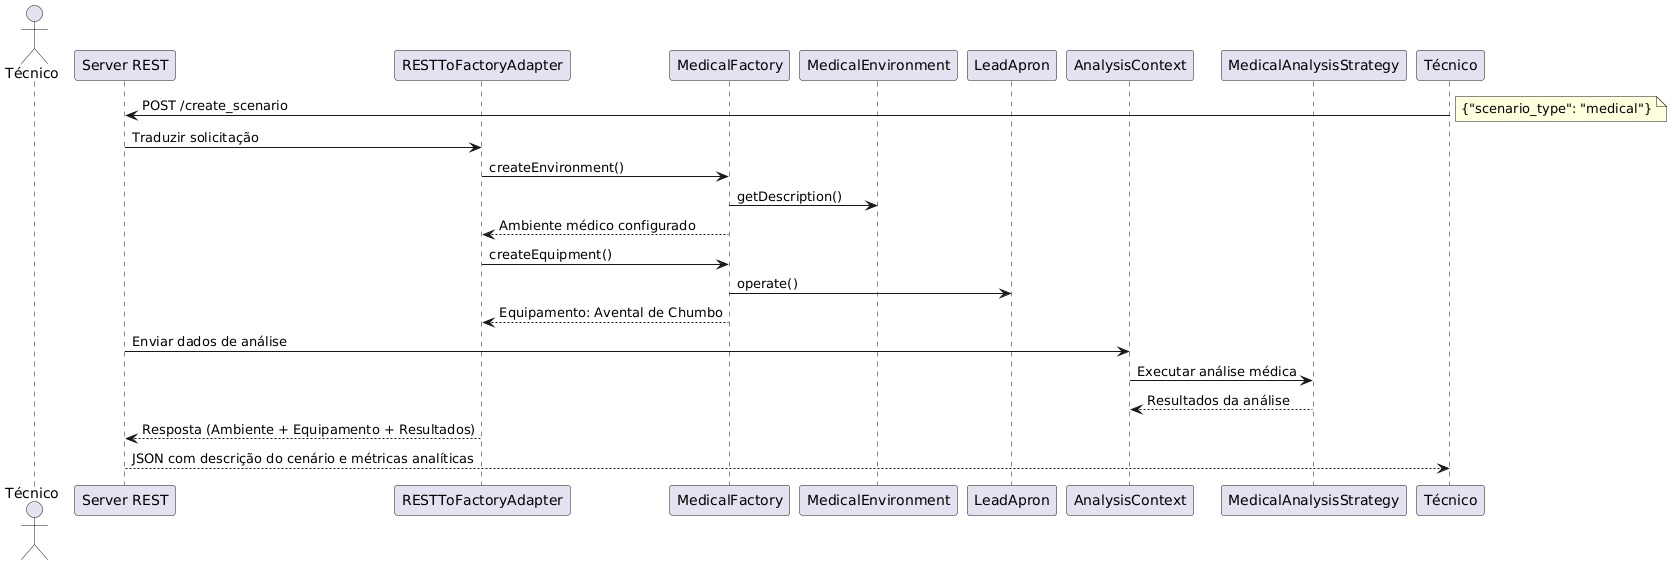 Técnico
Server REST
RESTToFactoryAdapter
MedicalFactory
MedicalEnvironment
LeadApron
AnalysisContext
MedicalAnalysisStrategy
Técnico
POST /create_scenario
{"scenario_type": "medical"}
Traduzir solicitação
createEnvironment()
getDescription()
Ambiente médico configurado
createEquipment()
operate()
Equipamento: Avental de Chumbo
Enviar dados de análise
Executar análise médica
Resultados da análise
Resposta (Ambiente + Equipamento + Resultados)
JSON com descrição do cenário e métricas analíticas
Técnico
Server REST
RESTToFactoryAdapter
MedicalFactory
MedicalEnvironment
LeadApron
AnalysisContext
MedicalAnalysisStrategy
Técnico